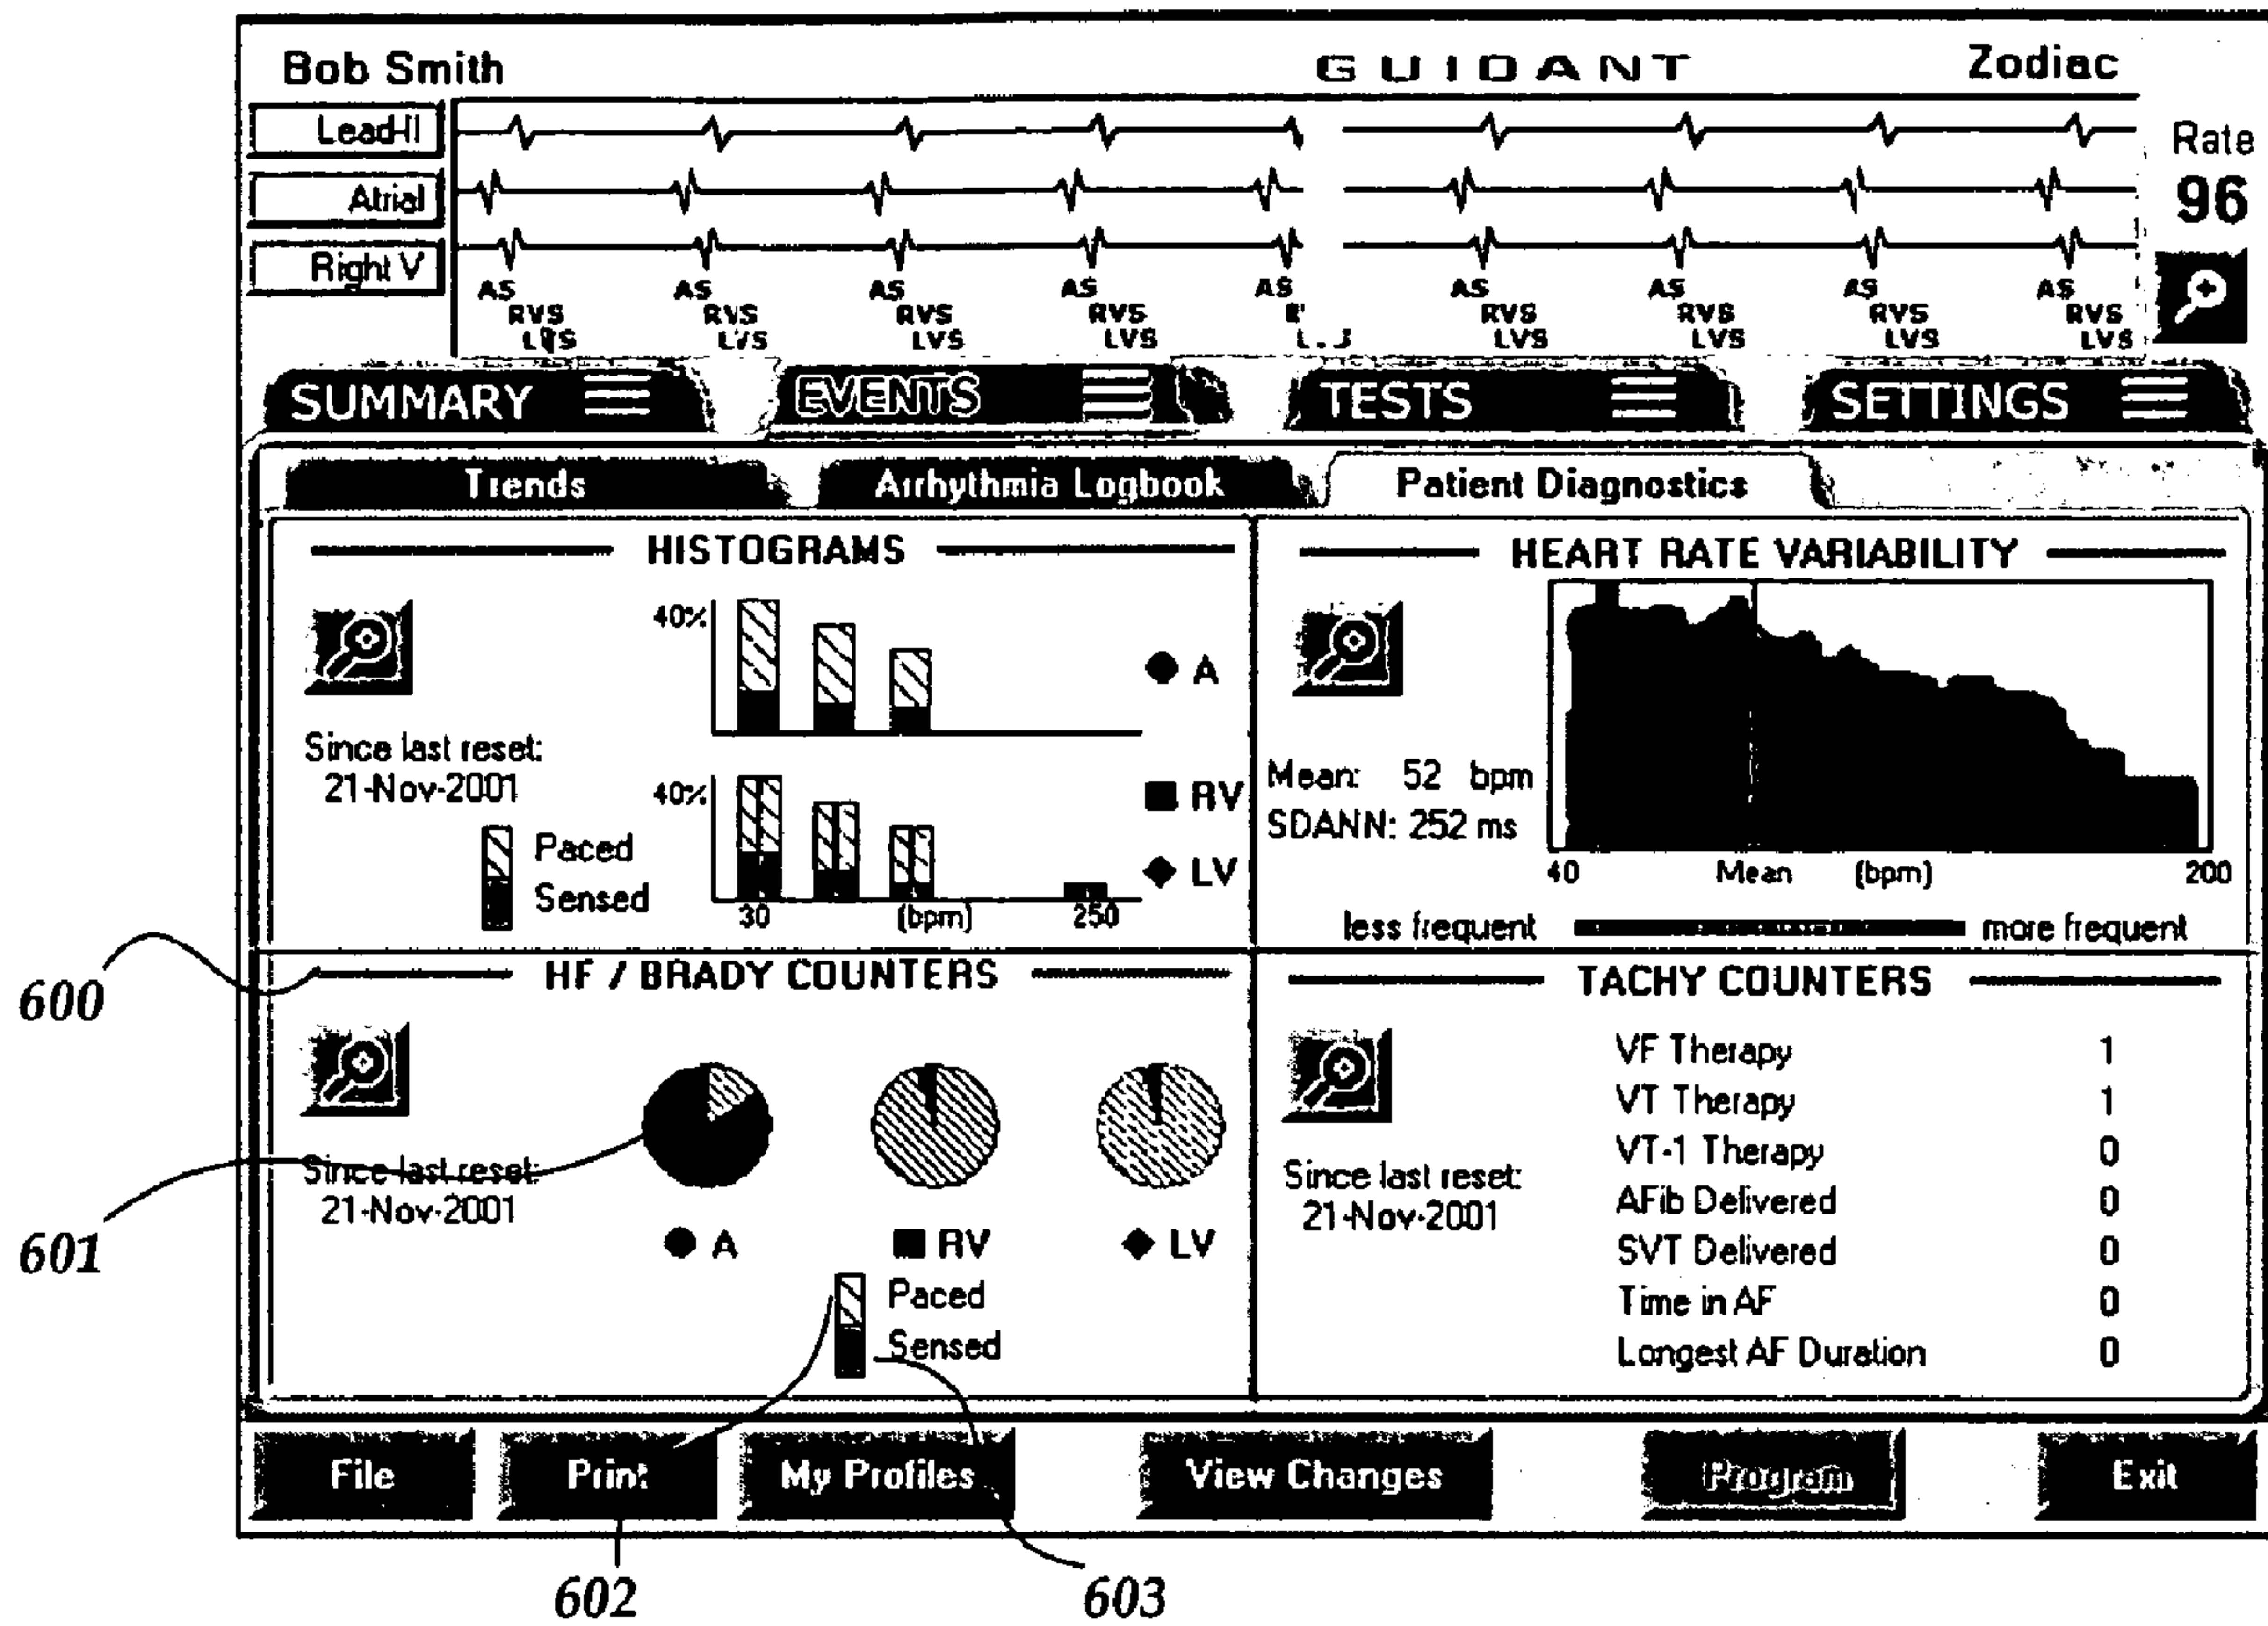 Bob Smith GUIDANT Zodiac
Lead-II
Rate
Atrial
96
Right V
AS AS AS AS AS AS AS AS AS
RVS RVS RVS RVS RVS RVS RVS RVS
LVS LVS LVS LVS LVS LVS LVS LVS
SUMMARY EVENTS TESTS SETTINGS
Trends Arrhythmia Logbook Patient Diagnostics
HISTOGRAMS
40%
A
Since last reset:
21-Nov-2001
40%
RV
Paced
LV
Sensed
30 (bpm) 250
HEART RATE VARIABILITY
Mean: 52 bpm
SDANN: 252 ms
40 Mean (bpm) 200
less frequent more frequent
600
HF / BRADY COUNTERS
Since last reset:
21-Nov-2001
601
A RV LV
Paced
Sensed
TACHY COUNTERS
VF Therapy 1
VT Therapy 1
VT-1 Therapy 0
Since last reset:
21-Nov-2001
AFib Delivered 0
SVT Delivered 0
Time in AF 0
Longest AF Duration 0
File Print My Profiles View Changes Program Exit
602 603